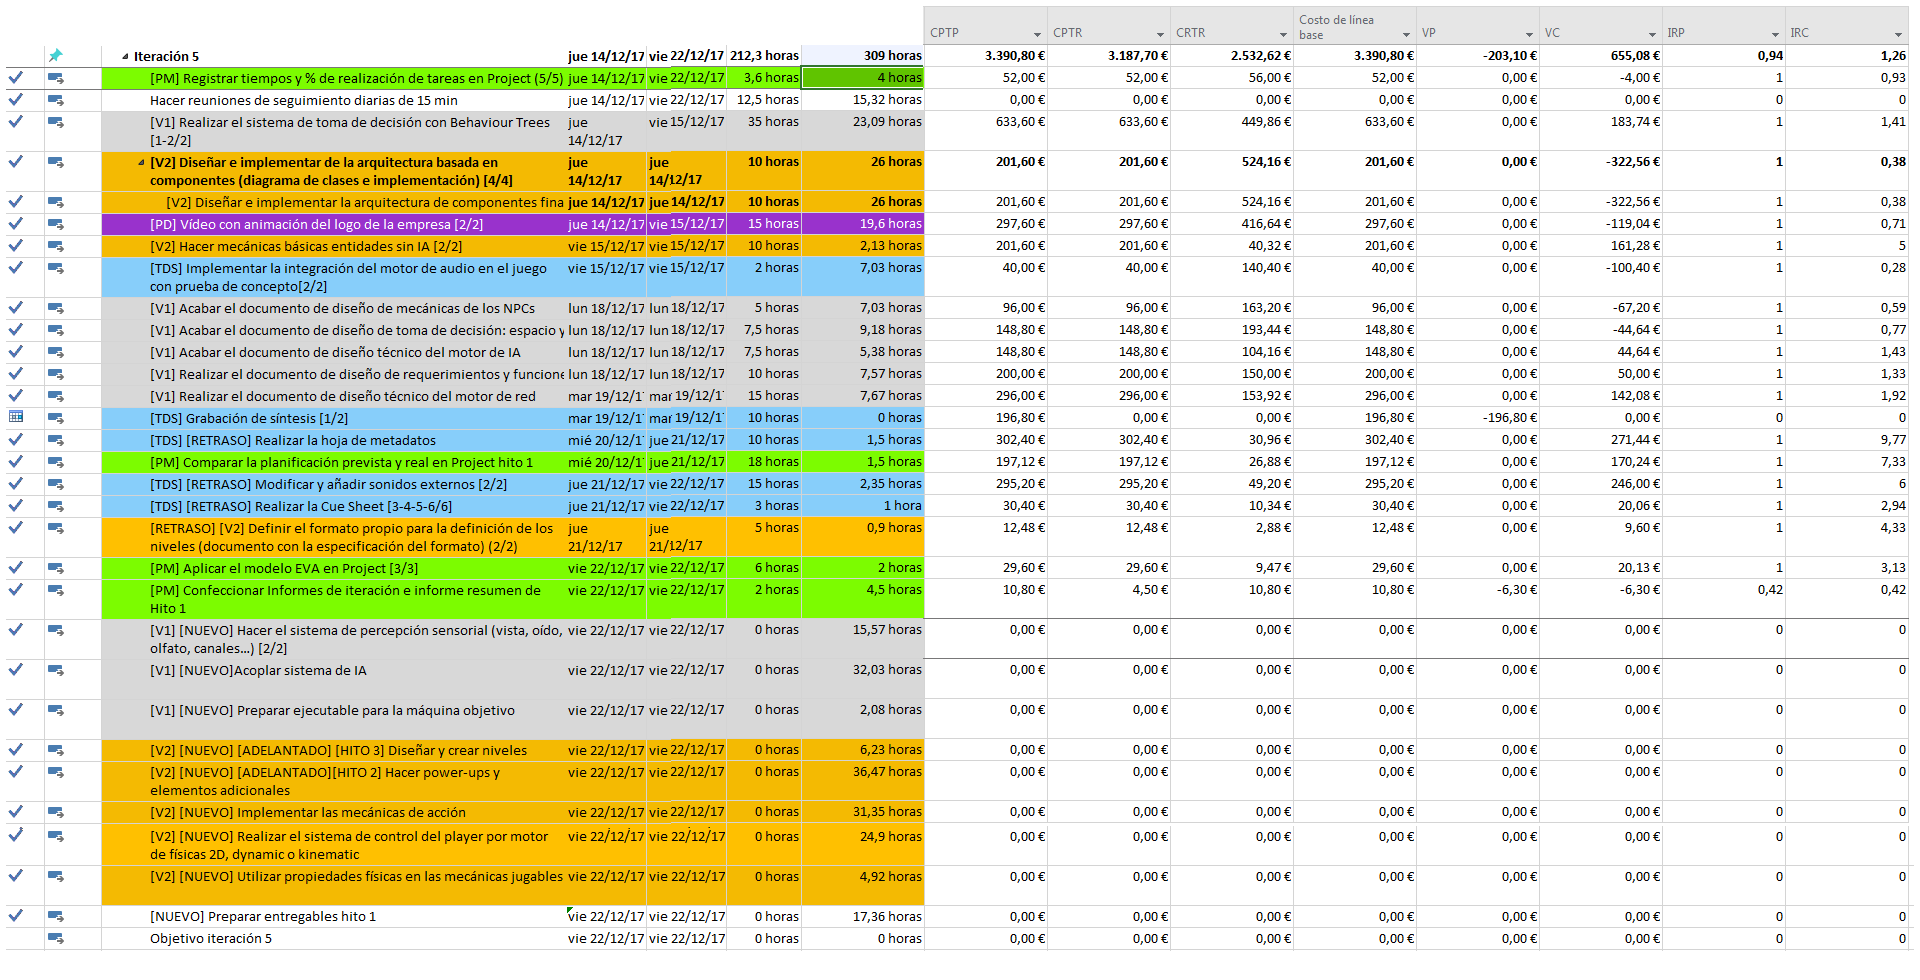 CPTP CPTR CRTR Costo de línea base VP VC IRP IRC
Iteración 5 jue 14/12/17 vie 22/12/17 212,3 horas 309 horas 3.390,80 € 3.187,70 € 2.532,62 € 3.390,80 € -203,10 € 655,08 € 0,94 1,26
[PM] Registrar tiempos y % de realización de tareas en Project (5/5) jue 14/12/17 vie 22/12/17 3,6 horas 4 horas 52,00 € 52,00 € 56,00 € 52,00 € 0,00 € -4,00 € 1 0,93
Hacer reuniones de seguimiento diarias de 15 min jue 14/12/17 vie 22/12/17 12,5 horas 15,32 horas 0,00 € 0,00 € 0,00 € 0,00 € 0,00 € 0,00 € 0 0
[V1] Realizar el sistema de toma de decisión con Behaviour Trees jue vie 15/12/17 35 horas 23,09 horas 633,60 € 633,60 € 449,86 € 633,60 € 0,00 € 183,74 € 1 1,41
[1-2/2] 14/12/17
[V2] Diseñar e implementar de la arquitectura basada en jue jue 10 horas 26 horas 201,60 € 201,60 € 524,16 € 201,60 € 0,00 € -322,56 € 1 0,38
componentes (diagrama de clases e implementación) [4/4] 14/12/17 14/12/17
[V2] Diseñar e implementar la arquitectura de componentes fina jue 14/12/17 jue 14/12/17 10 horas 26 horas 201,60 € 201,60 € 524,16 € 201,60 € 0,00 € -322,56 € 1 0,38
[PD] Vídeo con animación del logo de la empresa [2/2] jue 14/12/17 vie 15/12/17 15 horas 19,6 horas 297,60 € 297,60 € 416,64 € 297,60 € 0,00 € -119,04 € 1 0,71
[V2] Hacer mecánicas básicas entidades sin IA [2/2] vie 15/12/17 vie 15/12/17 10 horas 2,13 horas 201,60 € 201,60 € 40,32 € 201,60 € 0,00 € 161,28 € 1 5
[TDS] Implementar la integración del motor de audio en el juego vie 15/12/17 vie 15/12/17 2 horas 7,03 horas 40,00 € 40,00 € 140,40 € 40,00 € 0,00 € -100,40 € 1 0,28
con prueba de concepto[2/2]
[V1] Acabar el documento de diseño de mecánicas de los NPCs lun 18/12/17 lun 18/12/17 5 horas 7,03 horas 96,00 € 96,00 € 163,20 € 96,00 € 0,00 € -67,20 € 1 0,59
[V1] Acabar el documento de diseño de toma de decisión: espacio y lun 18/12/17 lun 18/12/17 7,5 horas 9,18 horas 148,80 € 148,80 € 193,44 € 148,80 € 0,00 € -44,64 € 1 0,77
[V1] Acabar el documento de diseño técnico del motor de IA lun 18/12/17 lun 18/12/17 7,5 horas 5,38 horas 148,80 € 148,80 € 104,16 € 148,80 € 0,00 € 44,64 € 1 1,43
[V1] Realizar el documento de diseño de requerimientos y funcione lun 18/12/17 lun 18/12/17 10 horas 7,57 horas 200,00 € 200,00 € 150,00 € 200,00 € 0,00 € 50,00 € 1 1,33
[V1] Realizar el documento de diseño técnico del motor de red mar 19/12/1 mar 19/12/1 15 horas 7,67 horas 296,00 € 296,00 € 153,92 € 296,00 € 0,00 € 142,08 € 1 1,92
[TDS] Grabación de síntesis [1/2] mar 19/12/1 mar 19/12/1 10 horas 0 horas 196,80 € 0,00 € 0,00 € 196,80 € -196,80 € 0,00 € 0 0
[TDS] [RETRASO] Realizar la hoja de metadatos mié 20/12/1 jue 21/12/17 10 horas 1,5 horas 302,40 € 302,40 € 30,96 € 302,40 € 0,00 € 271,44 € 1 9,77
[PM] Comparar la planificación prevista y real en Project hito 1 mié 20/12/1 jue 21/12/17 18 horas 1,5 horas 197,12 € 197,12 € 26,88 € 197,12 € 0,00 € 170,24 € 1 7,33
[TDS] [RETRASO] Modificar y añadir sonidos externos [2/2] jue 21/12/17 vie 22/12/17 15 horas 2,35 horas 295,20 € 295,20 € 49,20 € 295,20 € 0,00 € 246,00 € 1 6
[TDS] [RETRASO] Realizar la Cue Sheet [3-4-5-6/6] jue 21/12/17 vie 22/12/17 3 horas 1 hora 30,40 € 30,40 € 10,34 € 30,40 € 0,00 € 20,06 € 1 2,94
[RETRASO] [V2] Definir el formato propio para la definición de los jue jue 5 horas 0,9 horas 12,48 € 12,48 € 2,88 € 12,48 € 0,00 € 9,60 € 1 4,33
niveles (documento con la especificación del formato) (2/2) 21/12/17 21/12/17
[PM] Aplicar el modelo EVA en Project [3/3] vie 22/12/17 vie 22/12/17 6 horas 2 horas 29,60 € 29,60 € 9,47 € 29,60 € 0,00 € 20,13 € 1 3,13
[PM] Confeccionar Informes de iteración e informe resumen de vie 22/12/17 vie 22/12/17 2 horas 4,5 horas 10,80 € 4,50 € 10,80 € 10,80 € -6,30 € -6,30 € 0,42 0,42
Hito 1
[V1] [NUEVO] Hacer el sistema de percepción sensorial (vista, oído, vie 22/12/17 vie 22/12/17 0 horas 15,57 horas 0,00 € 0,00 € 0,00 € 0,00 € 0,00 € 0,00 € 0 0
olfato, canales...) [2/2]
[V1] [NUEVO]Acoplar sistema de IA vie 22/12/17 vie 22/12/17 0 horas 32,03 horas 0,00 € 0,00 € 0,00 € 0,00 € 0,00 € 0,00 € 0 0
[V1] [NUEVO] Preparar ejecutable para la máquina objetivo vie 22/12/17 vie 22/12/17 0 horas 2,08 horas 0,00 € 0,00 € 0,00 € 0,00 € 0,00 € 0,00 € 0 0
[V2] [NUEVO] [ADELANTADO] [HITO 3] Diseñar y crear niveles vie 22/12/17 vie 22/12/17 0 horas 6,23 horas 0,00 € 0,00 € 0,00 € 0,00 € 0,00 € 0,00 € 0 0
[V2] [NUEVO] [ADELANTADO][HITO 2] Hacer power-ups y vie 22/12/17 vie 22/12/17 0 horas 36,47 horas 0,00 € 0,00 € 0,00 € 0,00 € 0,00 € 0,00 € 0 0
elementos adicionales
[V2] [NUEVO] Implementar las mecánicas de acción vie 22/12/17 vie 22/12/17 0 horas 31,35 horas 0,00 € 0,00 € 0,00 € 0,00 € 0,00 € 0,00 € 0 0
[V2] [NUEVO] Realizar el sistema de control del player por motor vie 22/12/17 vie 22/12/17 0 horas 24,9 horas 0,00 € 0,00 € 0,00 € 0,00 € 0,00 € 0,00 € 0 0
de físicas 2D, dynamic o kinematic
[V2] [NUEVO] Utilizar propiedades físicas en las mecánicas jugables vie 22/12/17 vie 22/12/17 0 horas 4,92 horas 0,00 € 0,00 € 0,00 € 0,00 € 0,00 € 0,00 € 0 0
[NUEVO] Preparar entregables hito 1 vie 22/12/17 vie 22/12/17 0 horas 17,36 horas 0,00 € 0,00 € 0,00 € 0,00 € 0,00 € 0,00 € 0 0
Objetivo iteración 5 vie 22/12/17 vie 22/12/17 0 horas 0 horas 0,00 € 0,00 € 0,00 € 0,00 € 0,00 € 0,00 € 0 0